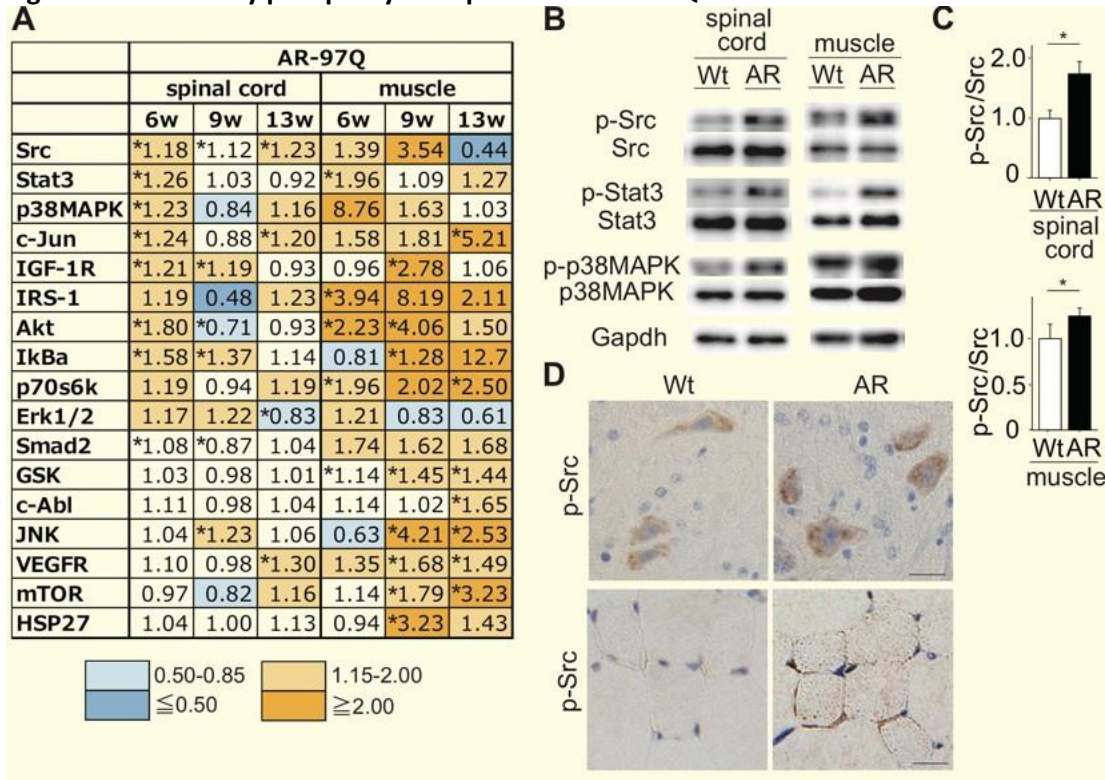 A
AR-97Q
spinal cord muscle
6w 9w 13w 6w 9w 13w
Src *1.18 *1.12 *1.23 1.39 3.54 0.44
Stat3 *1.26 1.03 0.92 *1.96 1.09 1.27
p38MAPK *1.23 0.84 1.16 8.76 1.63 1.03
c-Jun *1.24 0.88 *1.20 1.58 1.81 *5.21
IGF-1R *1.21 *1.19 0.93 0.96 *2.78 1.06
IRS-1 1.19 0.48 1.23 *3.94 8.19 2.11
Akt *1.80 *0.71 0.93 *2.23 *4.06 1.50
IkBa *1.58 *1.37 1.14 0.81 *1.28 12.7
p70s6k 1.19 0.94 1.19 *1.96 2.02 *2.50
Erk1/2 1.17 1.22 *0.83 1.21 0.83 0.61
Smad2 *1.08 *0.87 1.04 1.74 1.62 1.68
GSK 1.03 0.98 1.01 *1.14 *1.45 *1.44
c-Abl 1.11 0.98 1.04 1.14 1.02 *1.65
JNK 1.04 *1.23 1.06 0.63 *4.21 *2.53
VEGFR 1.10 0.98 *1.30 1.35 *1.68 *1.49
mTOR 0.97 0.82 1.16 1.14 *1.79 *3.23
HSP27 1.04 1.00 1.13 0.94 *3.23 1.43
0.50-0.85 1.15-2.00
≦0.50 ≧2.00
B
spinal
cord muscle
Wt AR Wt AR
p-Src
Src
p-Stat3
Stat3
p-p38MAPK
p38MAPK
Gapdh
C
*
p-Src/Src
2.0
1.0
0
Wt AR
spinal
cord
*
p-Src/Src
1.0
0.5
0
Wt AR
muscle
D
Wt AR
p-Src
p-Src